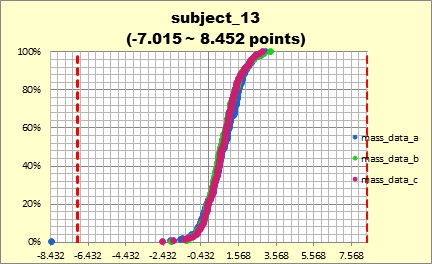 subject_13
(-7.015 ~ 8.452 points)
100%
80%
60%
40%
20%
0%
mass_data_a
mass_data_b
mass_data_c
-8.432 -6.432 -4.432 -2.432 -0.432 1.568 3.568 5.568 7.568